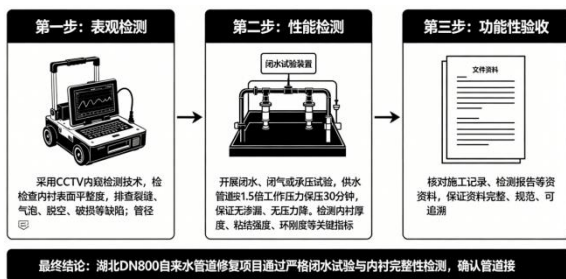 第一步：表观检测
采用CCTV内窥检测技术，检
检查内衬表面平整度，排查裂缝、
气泡、脱空、破损等缺陷；管径
第二步：性能检测
闭水试验装置
开展闭水、闭气或承压试验，供水
管道按1.5倍工作压力保压30分钟，
保证无渗漏、无压力降。检测内衬厚
度、粘结强度、环刚度等关键指标
第三步：功能性验收
文件资料
核对施工记录、检测报告等资
资料，保证资料完整、规范、可
追溯
最终结论：湖北DN800自来水管道修复项目通过严格闭水试验与内衬完整性检测，确认管道接